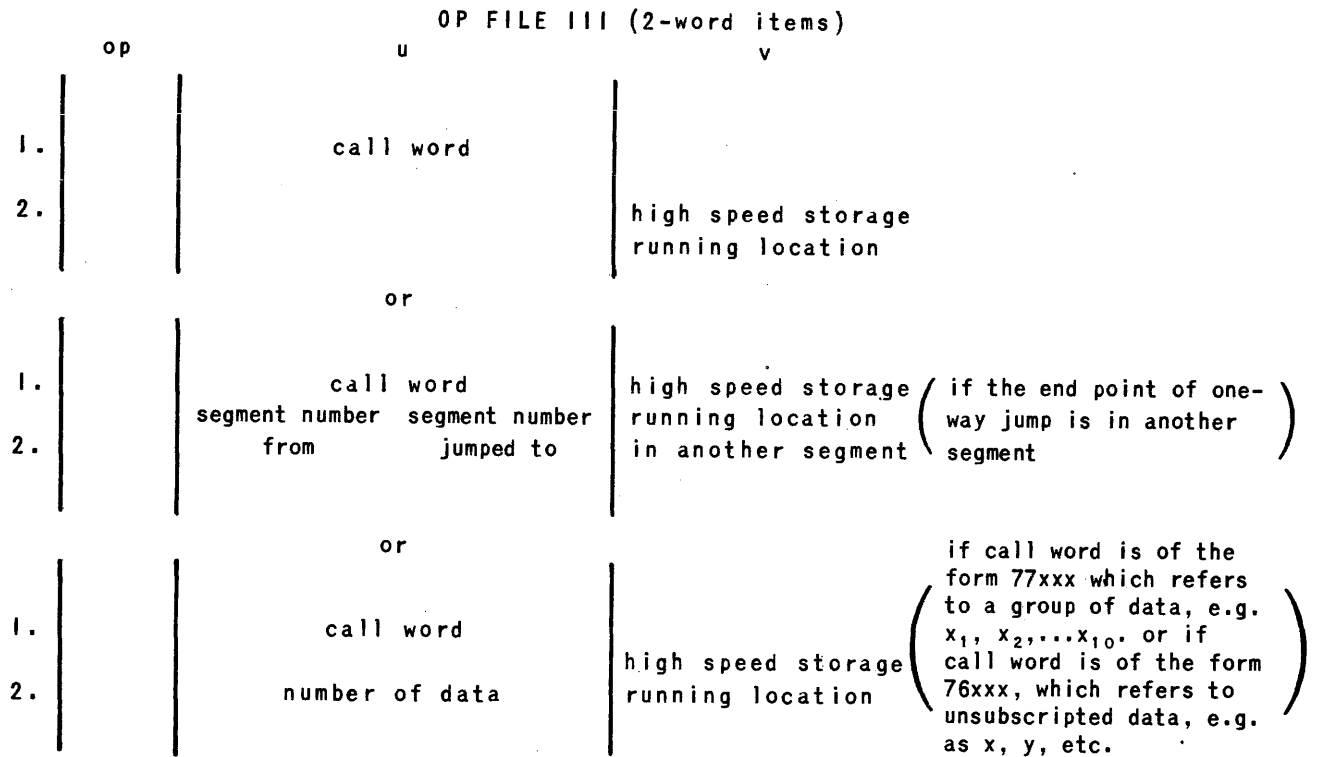 OP FILE III (2-word items)
op u v
1. call word
2. high speed storage
running location
or
1. call word high speed storage ( if the end point of one-
segment number segment number running location way jump is in another
2. from jumped to in another segment segment )
or
if call word is of the
form 77xxx which refers
to a group of data, e.g.
1. call word x₁, x₂,...x₁₀. or if
high speed storage ( call word is of the form )
2. number of data running location 76xxx, which refers to
unsubscripted data, e.g.
as x, y, etc.